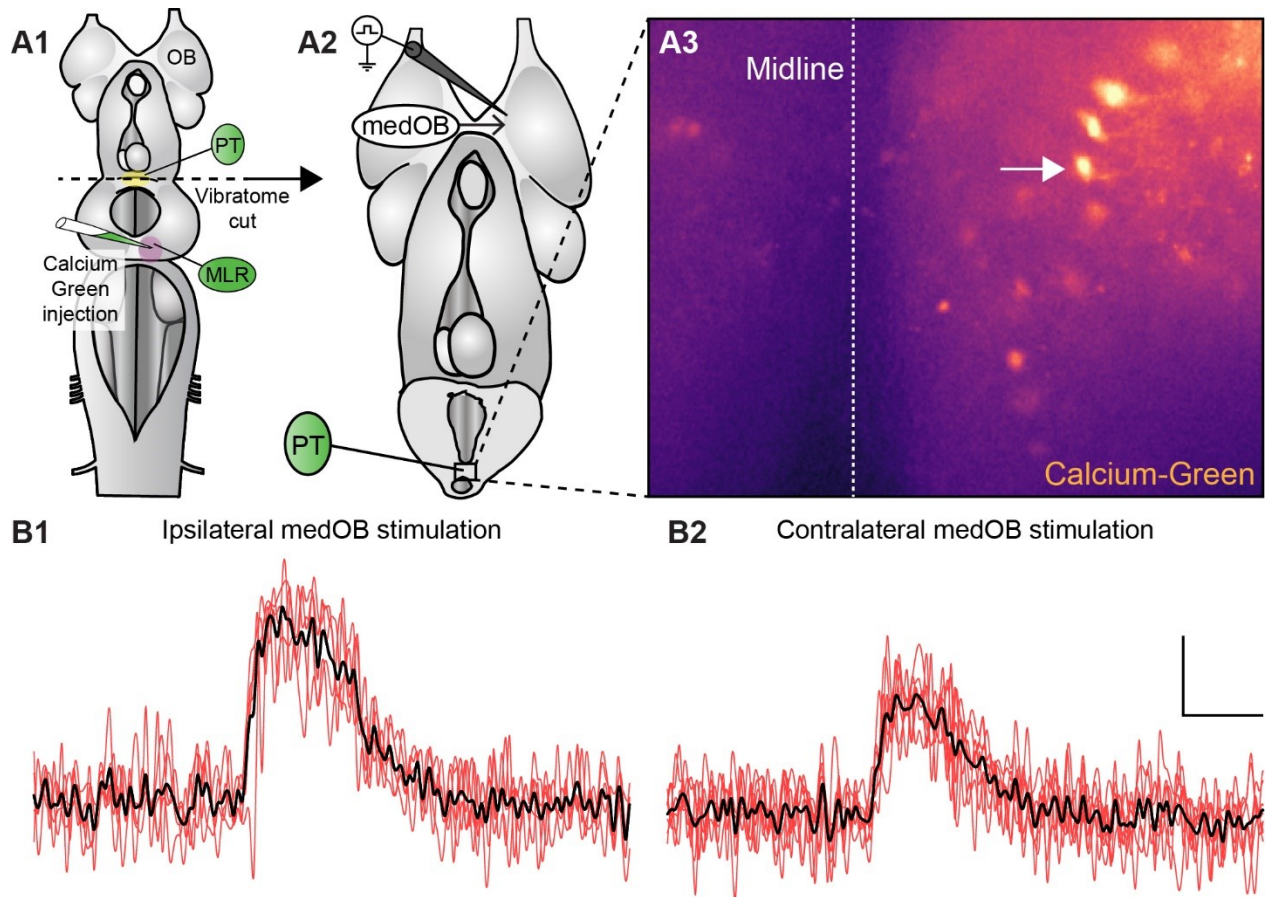 A1
OB
PT
Vibratome
cut
Calcium
Green
injection
MLR
A2
medOB
PT
A3
Midline
Calcium-Green
B1 Ipsilateral medOB stimulation
B2 Contralateral medOB stimulation